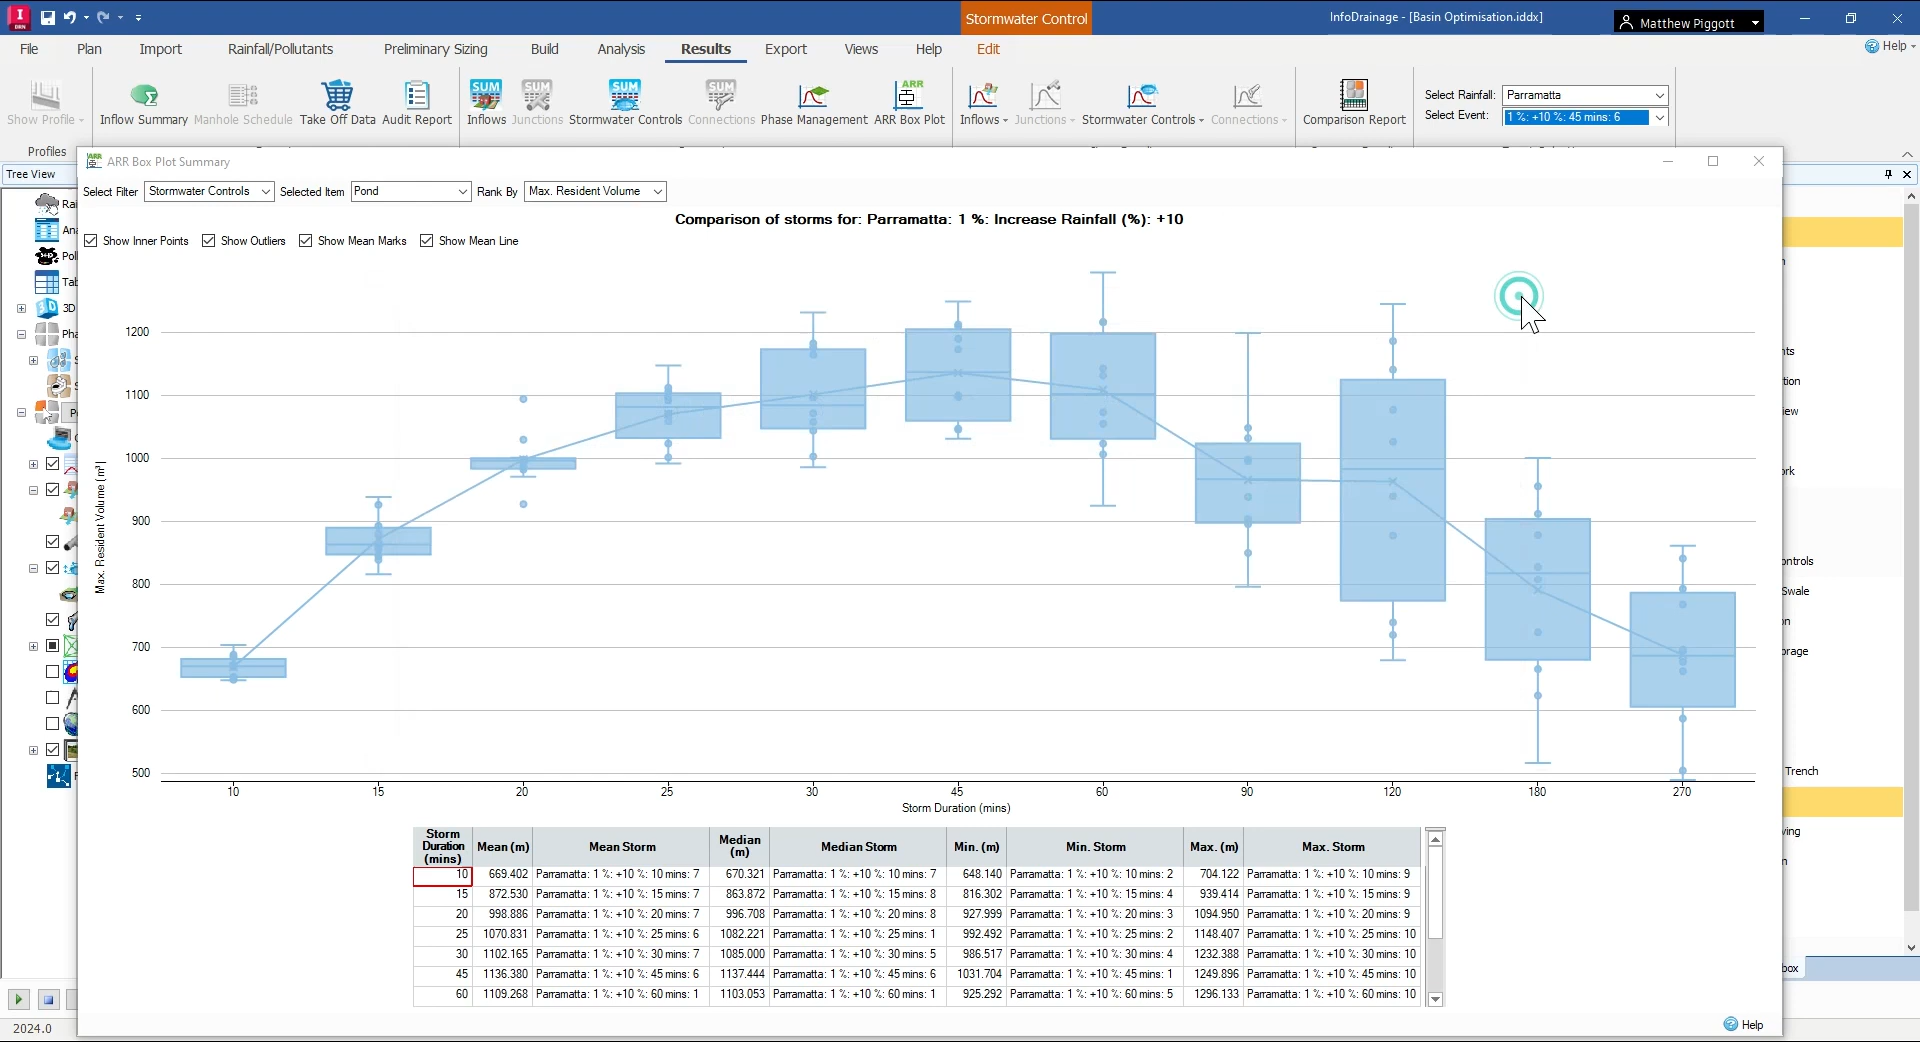 Stormwater Control
InfoDrainage - [Basin Optimisation.iddx]
Matthew Piggott
File Plan Import Rainfall/Pollutants Preliminary Sizing Build Analysis Results Export Views Help Edit
Help
Show Profile
Inflow Summary Manhole Schedule Take Off Data Audit Report
Inflows Junctions Stormwater Controls Connections Phase Management ARR Box Plot
Inflows Junctions Stormwater Controls Connections
Comparison Report
Select Rainfall: Parramatta
Select Event: 1 %: +10 %: 45 mins: 6
Profiles
Tree View
ARR Box Plot Summary
Select Filter Stormwater Controls Selected Item Pond Rank By Max. Resident Volume
Comparison of storms for: Parramatta: 1 %: Increase Rainfall (%): +10
Show Inner Points Show Outliers Show Mean Marks Show Mean Line
Max. Resident Volume [m³]
1200
1100
1000
900
800
700
600
500
10 15 20 25 30 45 60 90 120 180 270
Storm Duration (mins)
Storm Duration (mins) Mean (m) Mean Storm Median (m) Median Storm Min. (m) Min. Storm Max. (m) Max. Storm
10 669.402 Parramatta: 1 %: +10 %: 10 mins: 7 670.321 Parramatta: 1 %: +10 %: 10 mins: 7 648.140 Parramatta: 1 %: +10 %: 10 mins: 2 704.122 Parramatta: 1 %: +10 %: 10 mins: 9
15 872.530 Parramatta: 1 %: +10 %: 15 mins: 7 863.872 Parramatta: 1 %: +10 %: 15 mins: 8 816.302 Parramatta: 1 %: +10 %: 15 mins: 4 939.414 Parramatta: 1 %: +10 %: 15 mins: 9
20 998.886 Parramatta: 1 %: +10 %: 20 mins: 7 996.708 Parramatta: 1 %: +10 %: 20 mins: 8 927.999 Parramatta: 1 %: +10 %: 20 mins: 3 1094.950 Parramatta: 1 %: +10 %: 20 mins: 9
25 1070.831 Parramatta: 1 %: +10 %: 25 mins: 6 1082.221 Parramatta: 1 %: +10 %: 25 mins: 1 992.492 Parramatta: 1 %: +10 %: 25 mins: 2 1148.407 Parramatta: 1 %: +10 %: 25 mins: 10
30 1102.165 Parramatta: 1 %: +10 %: 30 mins: 7 1085.000 Parramatta: 1 %: +10 %: 30 mins: 5 986.517 Parramatta: 1 %: +10 %: 30 mins: 4 1232.388 Parramatta: 1 %: +10 %: 30 mins: 10
45 1136.380 Parramatta: 1 %: +10 %: 45 mins: 6 1137.444 Parramatta: 1 %: +10 %: 45 mins: 6 1031.704 Parramatta: 1 %: +10 %: 45 mins: 1 1249.896 Parramatta: 1 %: +10 %: 45 mins: 10
60 1109.268 Parramatta: 1 %: +10 %: 60 mins: 1 1103.053 Parramatta: 1 %: +10 %: 60 mins: 1 925.292 Parramatta: 1 %: +10 %: 60 mins: 5 1296.133 Parramatta: 1 %: +10 %: 60 mins: 10
Help
Swale
Trench
2024.0